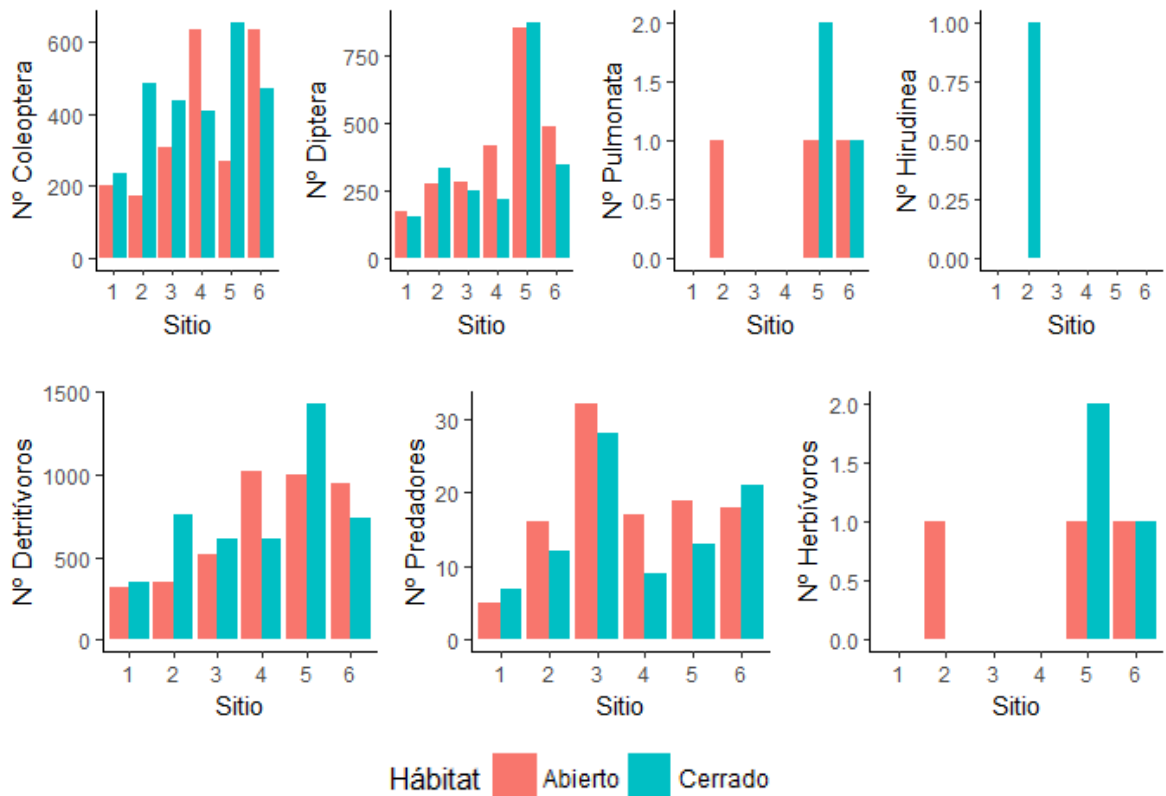 Nº Coleoptera
600
400
200
0
1 2 3 4 5 6
Sitio
Nº Diptera
750
500
250
0
1 2 3 4 5 6
Sitio
Nº Pulmonata
2.0
1.5
1.0
0.5
0.0
1 2 3 4 5 6
Sitio
Nº Hirudinea
1.00
0.75
0.50
0.25
0.00
1 2 3 4 5 6
Sitio
Nº Detritívoros
1500
1000
500
0
1 2 3 4 5 6
Sitio
Nº Predadores
30
20
10
0
1 2 3 4 5 6
Sitio
Nº Herbívoros
2.0
1.5
1.0
0.5
0.0
1 2 3 4 5 6
Sitio
Hábitat Abierto Cerrado